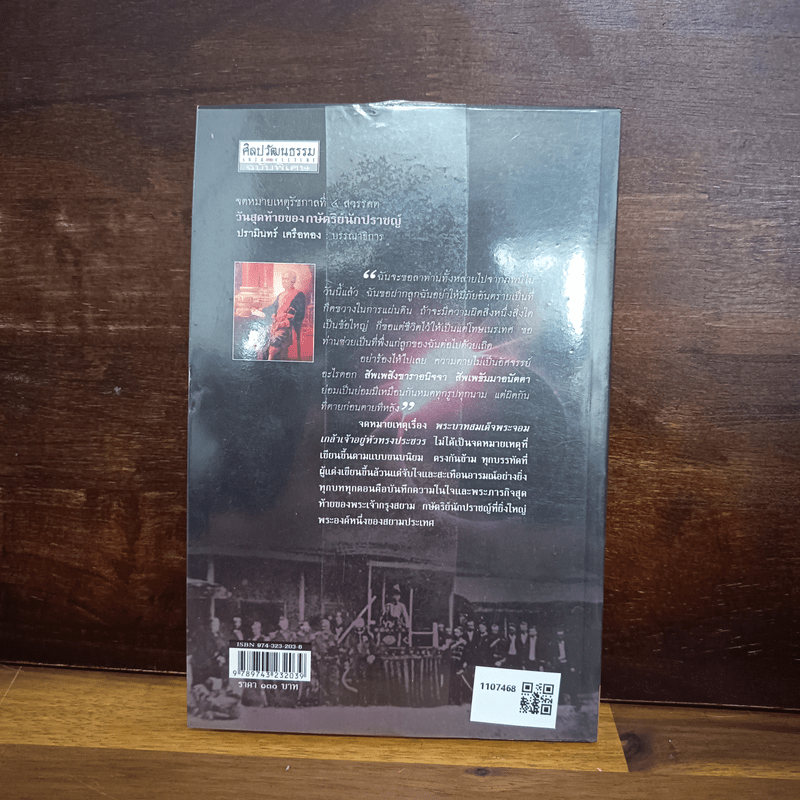 ศิลปวัฒนธรรม
ARTS and CULTURE
ฉบับพิเศษ
จดหมายเหตุรัชกาลที่ ๔ สวรรคต
วันสุดท้ายของกษัตริย์นักปราชญ์
ปรามินทร์ เครือทอง : บรรณาธิการ
“ฉันจะขอลาท่านทั้งหลายไปจากภพนี้ใน
วันนี้แล้ว ฉันขอฝากลูกฉันอย่าให้มีภัยอันตรายเป็นที่
กีดขวางในการแผ่นดิน ถ้าจะมีความผิดสิ่งหนึ่งสิ่งใด
เป็นข้อใหญ่ ก็ขอแต่ชีวิตไว้ให้เป็นแต่โทษเนรเทศ ขอ
ท่านช่วยเป็นที่พึ่งแก่ลูกของฉันต่อไปด้วยเถิด
อย่าร้องไห้ไปเลย ความตายไม่เป็นอัศจรรย์
อะไรดอก สัพเพสังขาราอนิจจา สัพเพธัมมาอนัตตา
ย่อมเป็นย่อมมีเหมือนกันหมดทุกรูปทุกนาม แต่ผิดกัน
ที่ตายก่อนตายทีหลัง”
จดหมายเหตุเรื่อง พระบาทสมเด็จพระจอม
เกล้าเจ้าอยู่หัวทรงประชวร ไม่ได้เป็นจดหมายเหตุที่
เขียนขึ้นตามแบบขนบนิยม ตรงกันข้าม ทุกบรรทัดที่
ผู้แต่งเขียนขึ้นล้วนแต่จับใจและสะเทือนอารมณ์อย่างยิ่ง
ทุกบททุกตอนคือบันทึกความในใจและพระภารกิจสุด
ท้ายของพระเจ้ากรุงสยาม กษัตริย์นักปราชญ์ที่ยิ่งใหญ่
พระองค์หนึ่งของสยามประเทศ
ISBN 974-323-203-8
9 789743 232039
ราคา ๑๓๐ บาท
1107468